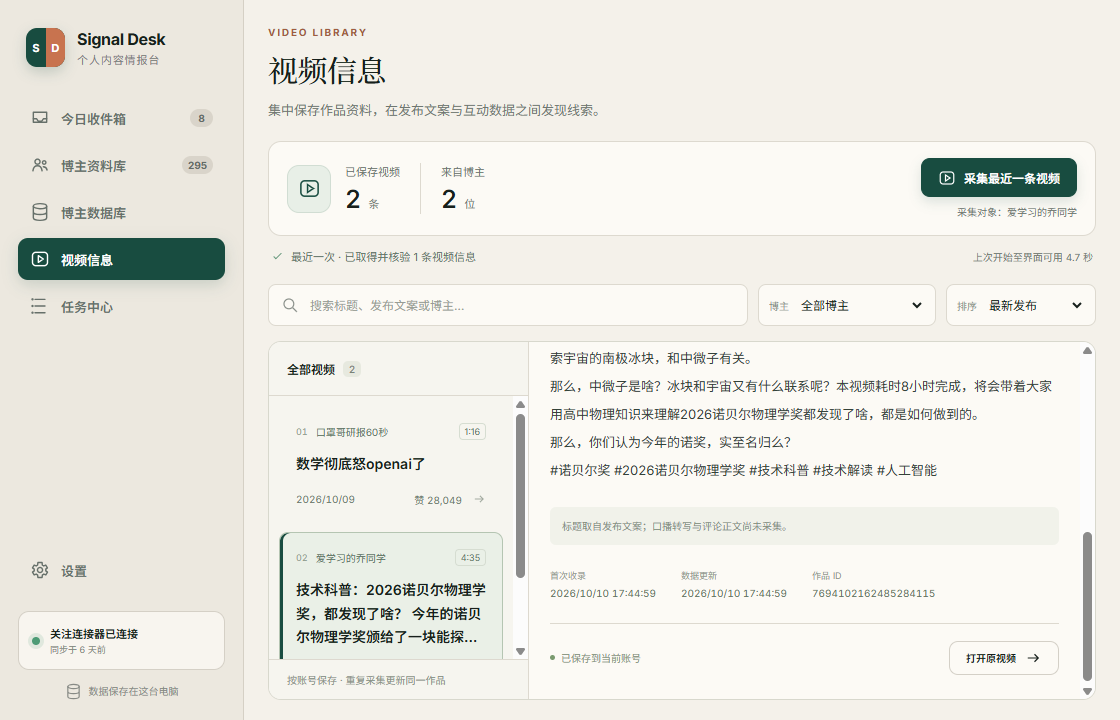 S D
Signal Desk
个人内容情报台
今日收件箱 8
博主资料库 295
博主数据库
视频信息
任务中心
设置
关注连接器已连接
同步于 6 天前
数据保存在这台电脑
VIDEO LIBRARY
视频信息
集中保存作品资料，在发布文案与互动数据之间发现线索。
已保存视频
2 条
来自博主
2 位
采集最近一条视频
采集对象：爱学习的乔同学
最近一次 · 已取得并核验 1 条视频信息
上次开始至界面可用 4.7 秒
搜索标题、发布文案或博主...
博主 全部博主
排序 最新发布
全部视频 2
01 口罩哥研报60秒 1:16
数学彻底怒openai了
2026/10/09 赞 28,049 →
02 爱学习的乔同学 4:35
技术科普：2026诺贝尔物理学
奖，都发现了啥？ 今年的诺贝
尔物理学奖颁给了一块能探...
按账号保存 · 重复采集更新同一作品
索宇宙的南极冰块，和中微子有关。
那么，中微子是啥？冰块和宇宙又有什么联系呢？本视频耗时8小时完成，将会带着大家
用高中物理知识来理解2026诺贝尔物理学奖都发现了啥，都是如何做到的。
那么，你们认为今年的诺奖，实至名归么？
#诺贝尔奖 #2026诺贝尔物理学奖 #技术科普 #技术解读 #人工智能
标题取自发布文案；口播转写与评论正文尚未采集。
首次收录
2026/10/10 17:44:59
数据更新
2026/10/10 17:44:59
作品 ID
7694102162485284115
已保存到当前账号
打开原视频 →